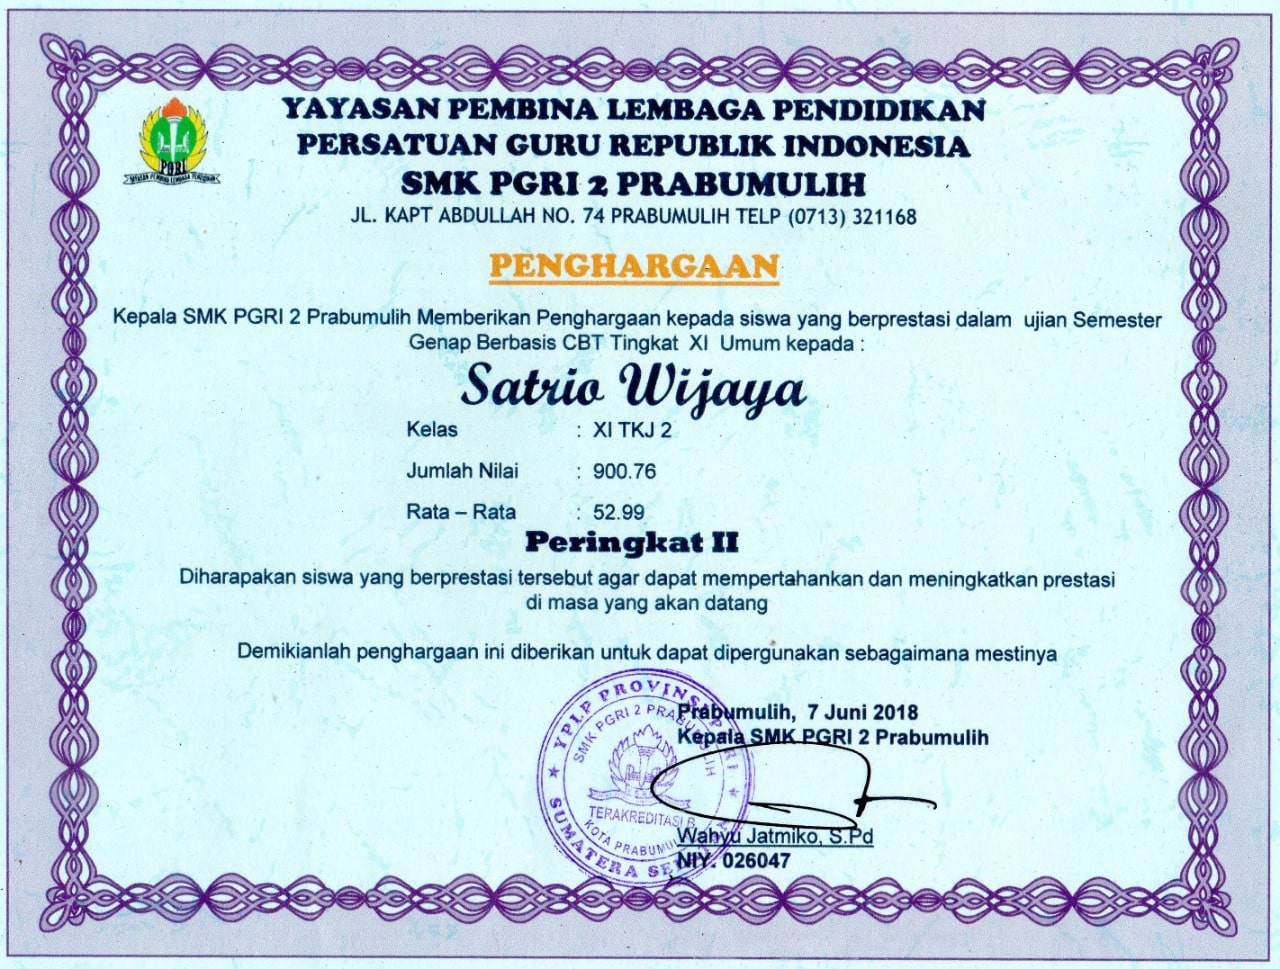 YAYASAN PEMBINA LEMBAGA PENDIDIKAN
PERSATUAN GURU REPUBLIK INDONESIA
SMK PGRI 2 PRABUMULIH
JL. KAPT ABDULLAH NO. 74 PRABUMULIH TELP (0713) 321168
PGRI
YAYASAN PEMBINA LEMBAGA PENDIDIKAN
PENGHARGAAN
Kepala SMK PGRI 2 Prabumulih Memberikan Penghargaan kepada siswa yang berprestasi dalam ujian Semester
Genap Berbasis CBT Tingkat XI Umum kepada :
Satrio Wijaya
Kelas : XI TKJ 2
Jumlah Nilai : 900.76
Rata – Rata : 52.99
Peringkat II
Diharapakan siswa yang berprestasi tersebut agar dapat mempertahankan dan meningkatkan prestasi
di masa yang akan datang
Demikianlah penghargaan ini diberikan untuk dapat dipergunakan sebagaimana mestinya
Prabumulih, 7 Juni 2018
Kepala SMK PGRI 2 Prabumulih
Wahyu Jatmiko, S.Pd
NIY. 026047
YPLP PROVINSI PGRI
SMK PGRI 2 PRABUMULIH
TERAKREDITASI B
KOTA PRABUMU
SUMATERA